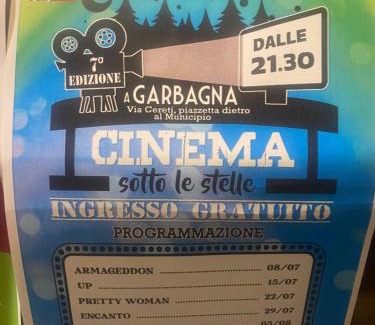 7° EDIZIONE
DALLE
21.30
A GARBAGNA
Via Cereti, piazzetta dietro
al Municipio
CINEMA
sotto le stelle
INGRESSO GRATUITO
PROGRAMMAZIONE
ARMAGEDDON 08/07
UP 15/07
PRETTY WOMAN 22/07
ENCANTO 29/07